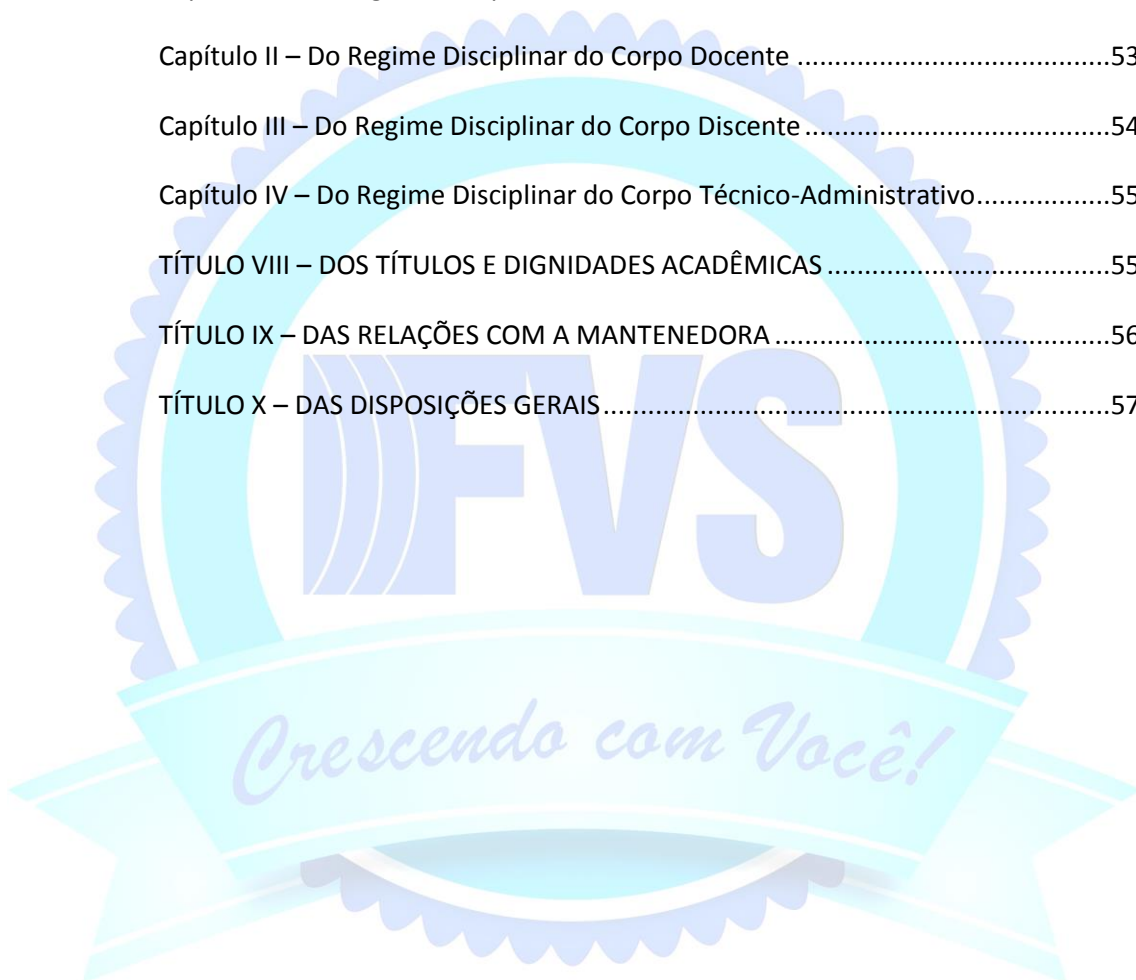 Capítulo II – Do Regime Disciplinar do Corpo Docente ....................................53
Capítulo III – Do Regime Disciplinar do Corpo Discente ...................................54
Capítulo IV – Do Regime Disciplinar do Corpo Técnico-Administrativo.................55
TÍTULO VIII – DOS TÍTULOS E DIGNIDADES ACADÊMICAS ................................55
TÍTULO IX – DAS RELAÇÕES COM A MANTENEDORA .......................................56
TÍTULO X – DAS DISPOSIÇÕES GERAIS ...........................................................57
FVS
Crescendo com Você!